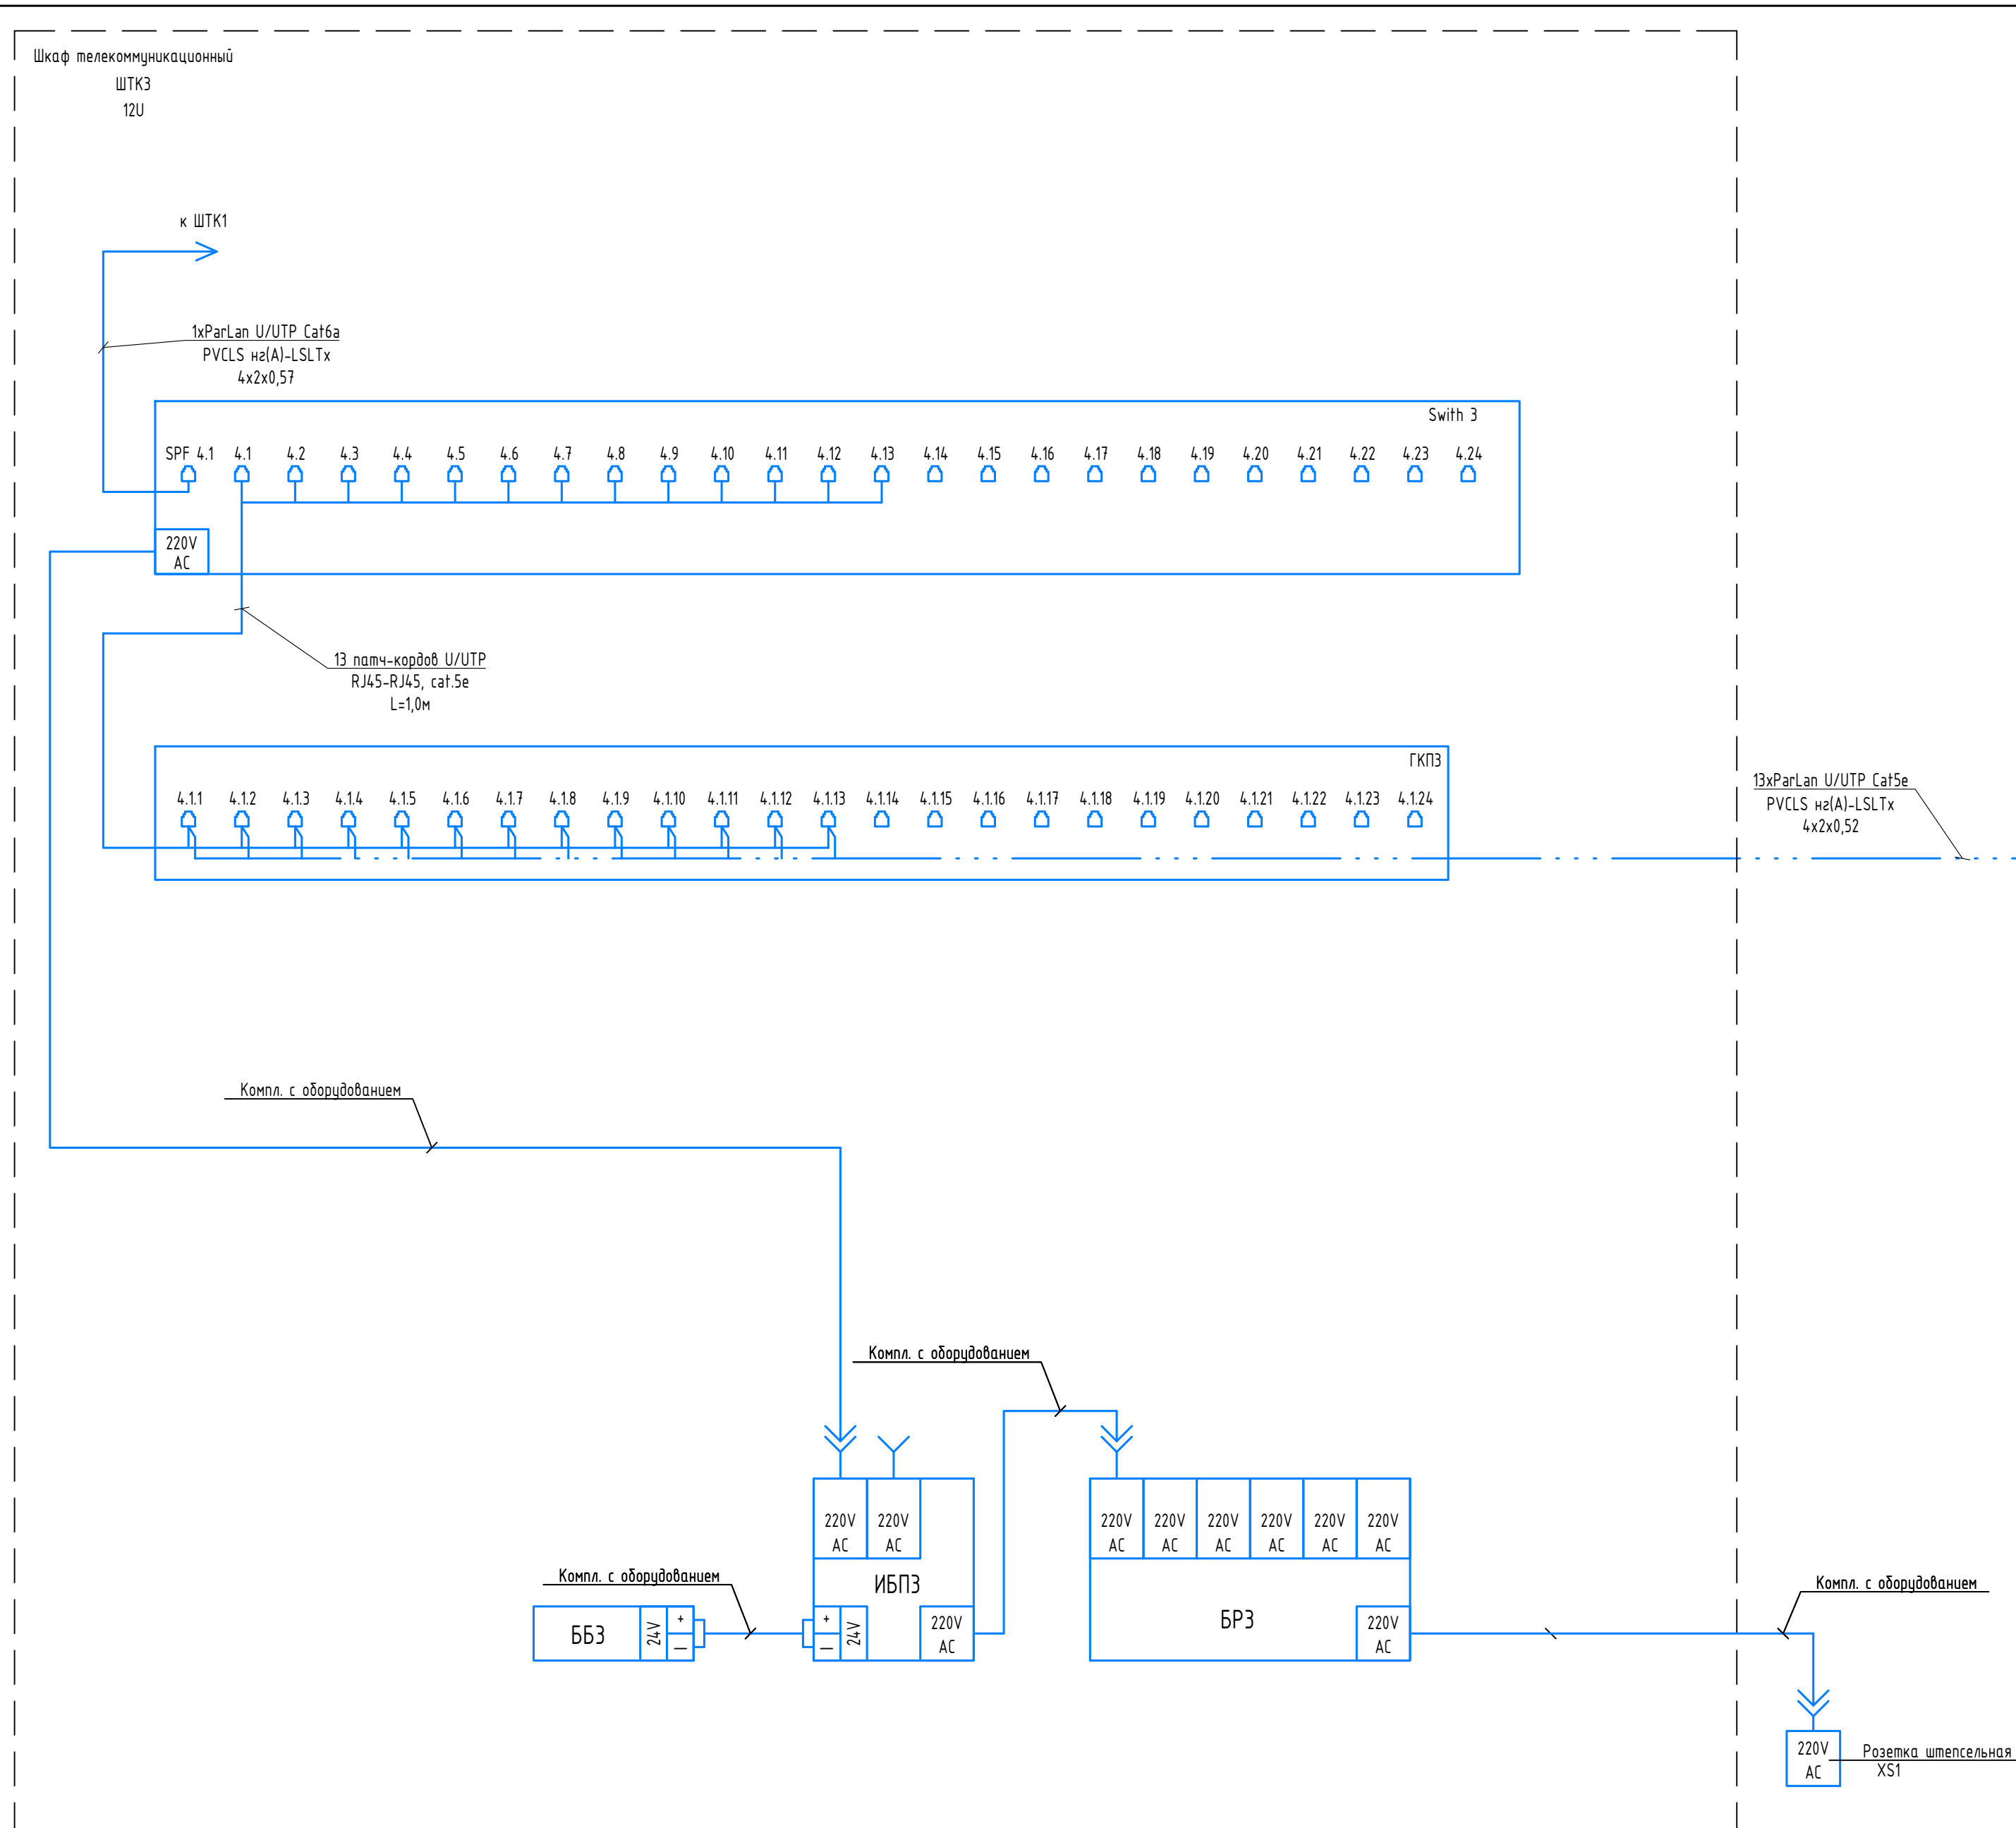 Шкаф телекоммуникационный
ШТК3
12U
к ШТК1
1xParLan U/UTP Cat6a
PVCLS нг(А)-LSLTx
4x2x0,57
Swith 3
SPF 4.1 4.1 4.2 4.3 4.4 4.5 4.6 4.7 4.8 4.9 4.10 4.11 4.12 4.13 4.14 4.15 4.16 4.17 4.18 4.19 4.20 4.21 4.22 4.23 4.24
220V
AC
13 патч-кордов U/UTP
RJ45-RJ45, cat.5e
L=1,0м
ГКП3
4.1.1 4.1.2 4.1.3 4.1.4 4.1.5 4.1.6 4.1.7 4.1.8 4.1.9 4.1.10 4.1.11 4.1.12 4.1.13 4.1.14 4.1.15 4.1.16 4.1.17 4.1.18 4.1.19 4.1.20 4.1.21 4.1.22 4.1.23 4.1.24
13xParLan U/UTP Cat5e
PVCLS нг(А)-LSLTx
4x2x0,52
Компл. с оборудованием
Компл. с оборудованием
220V 220V
AC AC
ИБП3
220V 220V 220V 220V 220V 220V
AC AC AC AC AC AC
Компл. с оборудованием
ББ3
24V
+
—
+
—
24V
220V
AC
БР3
220V
AC
Компл. с оборудованием
220V
AC
Розетка штепсельная
XS1